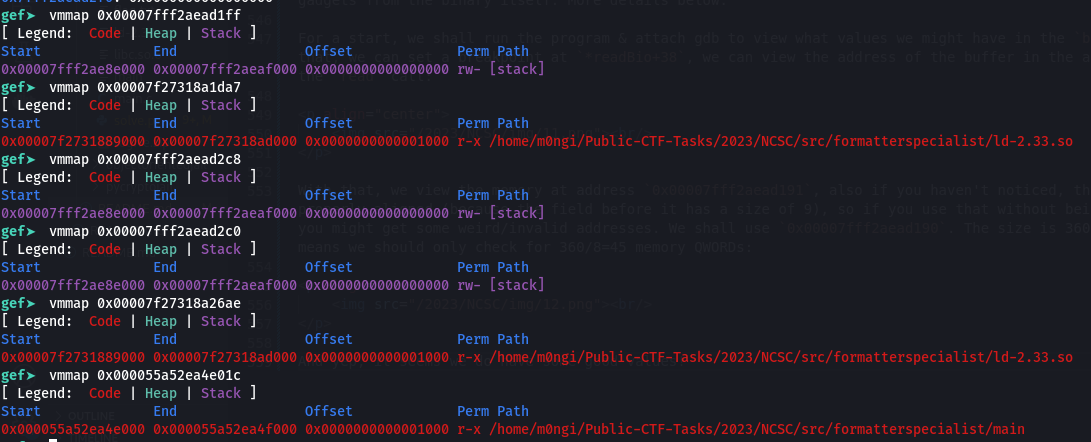 gef➤  vmmap 0x00007fff2aead1ff
[ Legend:  Code | Heap | Stack ]
Start              End                Offset             Perm Path
0x00007fff2ae8e000 0x00007fff2aeaf000 0x0000000000000000 rw- [stack]
gef➤  vmmap 0x00007f27318a1da7
[ Legend:  Code | Heap | Stack ]
Start              End                Offset             Perm Path
0x00007f2731889000 0x00007f27318ad000 0x0000000000001000 r-x /home/m0ngi/Public-CTF-Tasks/2023/NCSC/src/formatterspecialist/ld-2.33.so
gef➤  vmmap 0x00007fff2aead2c8
[ Legend:  Code | Heap | Stack ]
Start              End                Offset             Perm Path
0x00007fff2ae8e000 0x00007fff2aeaf000 0x0000000000000000 rw- [stack]
gef➤  vmmap 0x00007fff2aead2c0
[ Legend:  Code | Heap | Stack ]
Start              End                Offset             Perm Path
0x00007fff2ae8e000 0x00007fff2aeaf000 0x0000000000000000 rw- [stack]
gef➤  vmmap 0x00007f27318a26ae
[ Legend:  Code | Heap | Stack ]
Start              End                Offset             Perm Path
0x00007f2731889000 0x00007f27318ad000 0x0000000000001000 r-x /home/m0ngi/Public-CTF-Tasks/2023/NCSC/src/formatterspecialist/ld-2.33.so
gef➤  vmmap 0x000055a52ea4e01c
[ Legend:  Code | Heap | Stack ]
Start              End                Offset             Perm Path
0x000055a52ea4e000 0x000055a52ea4f000 0x0000000000001000 r-x /home/m0ngi/Public-CTF-Tasks/2023/NCSC/src/formatterspecialist/main